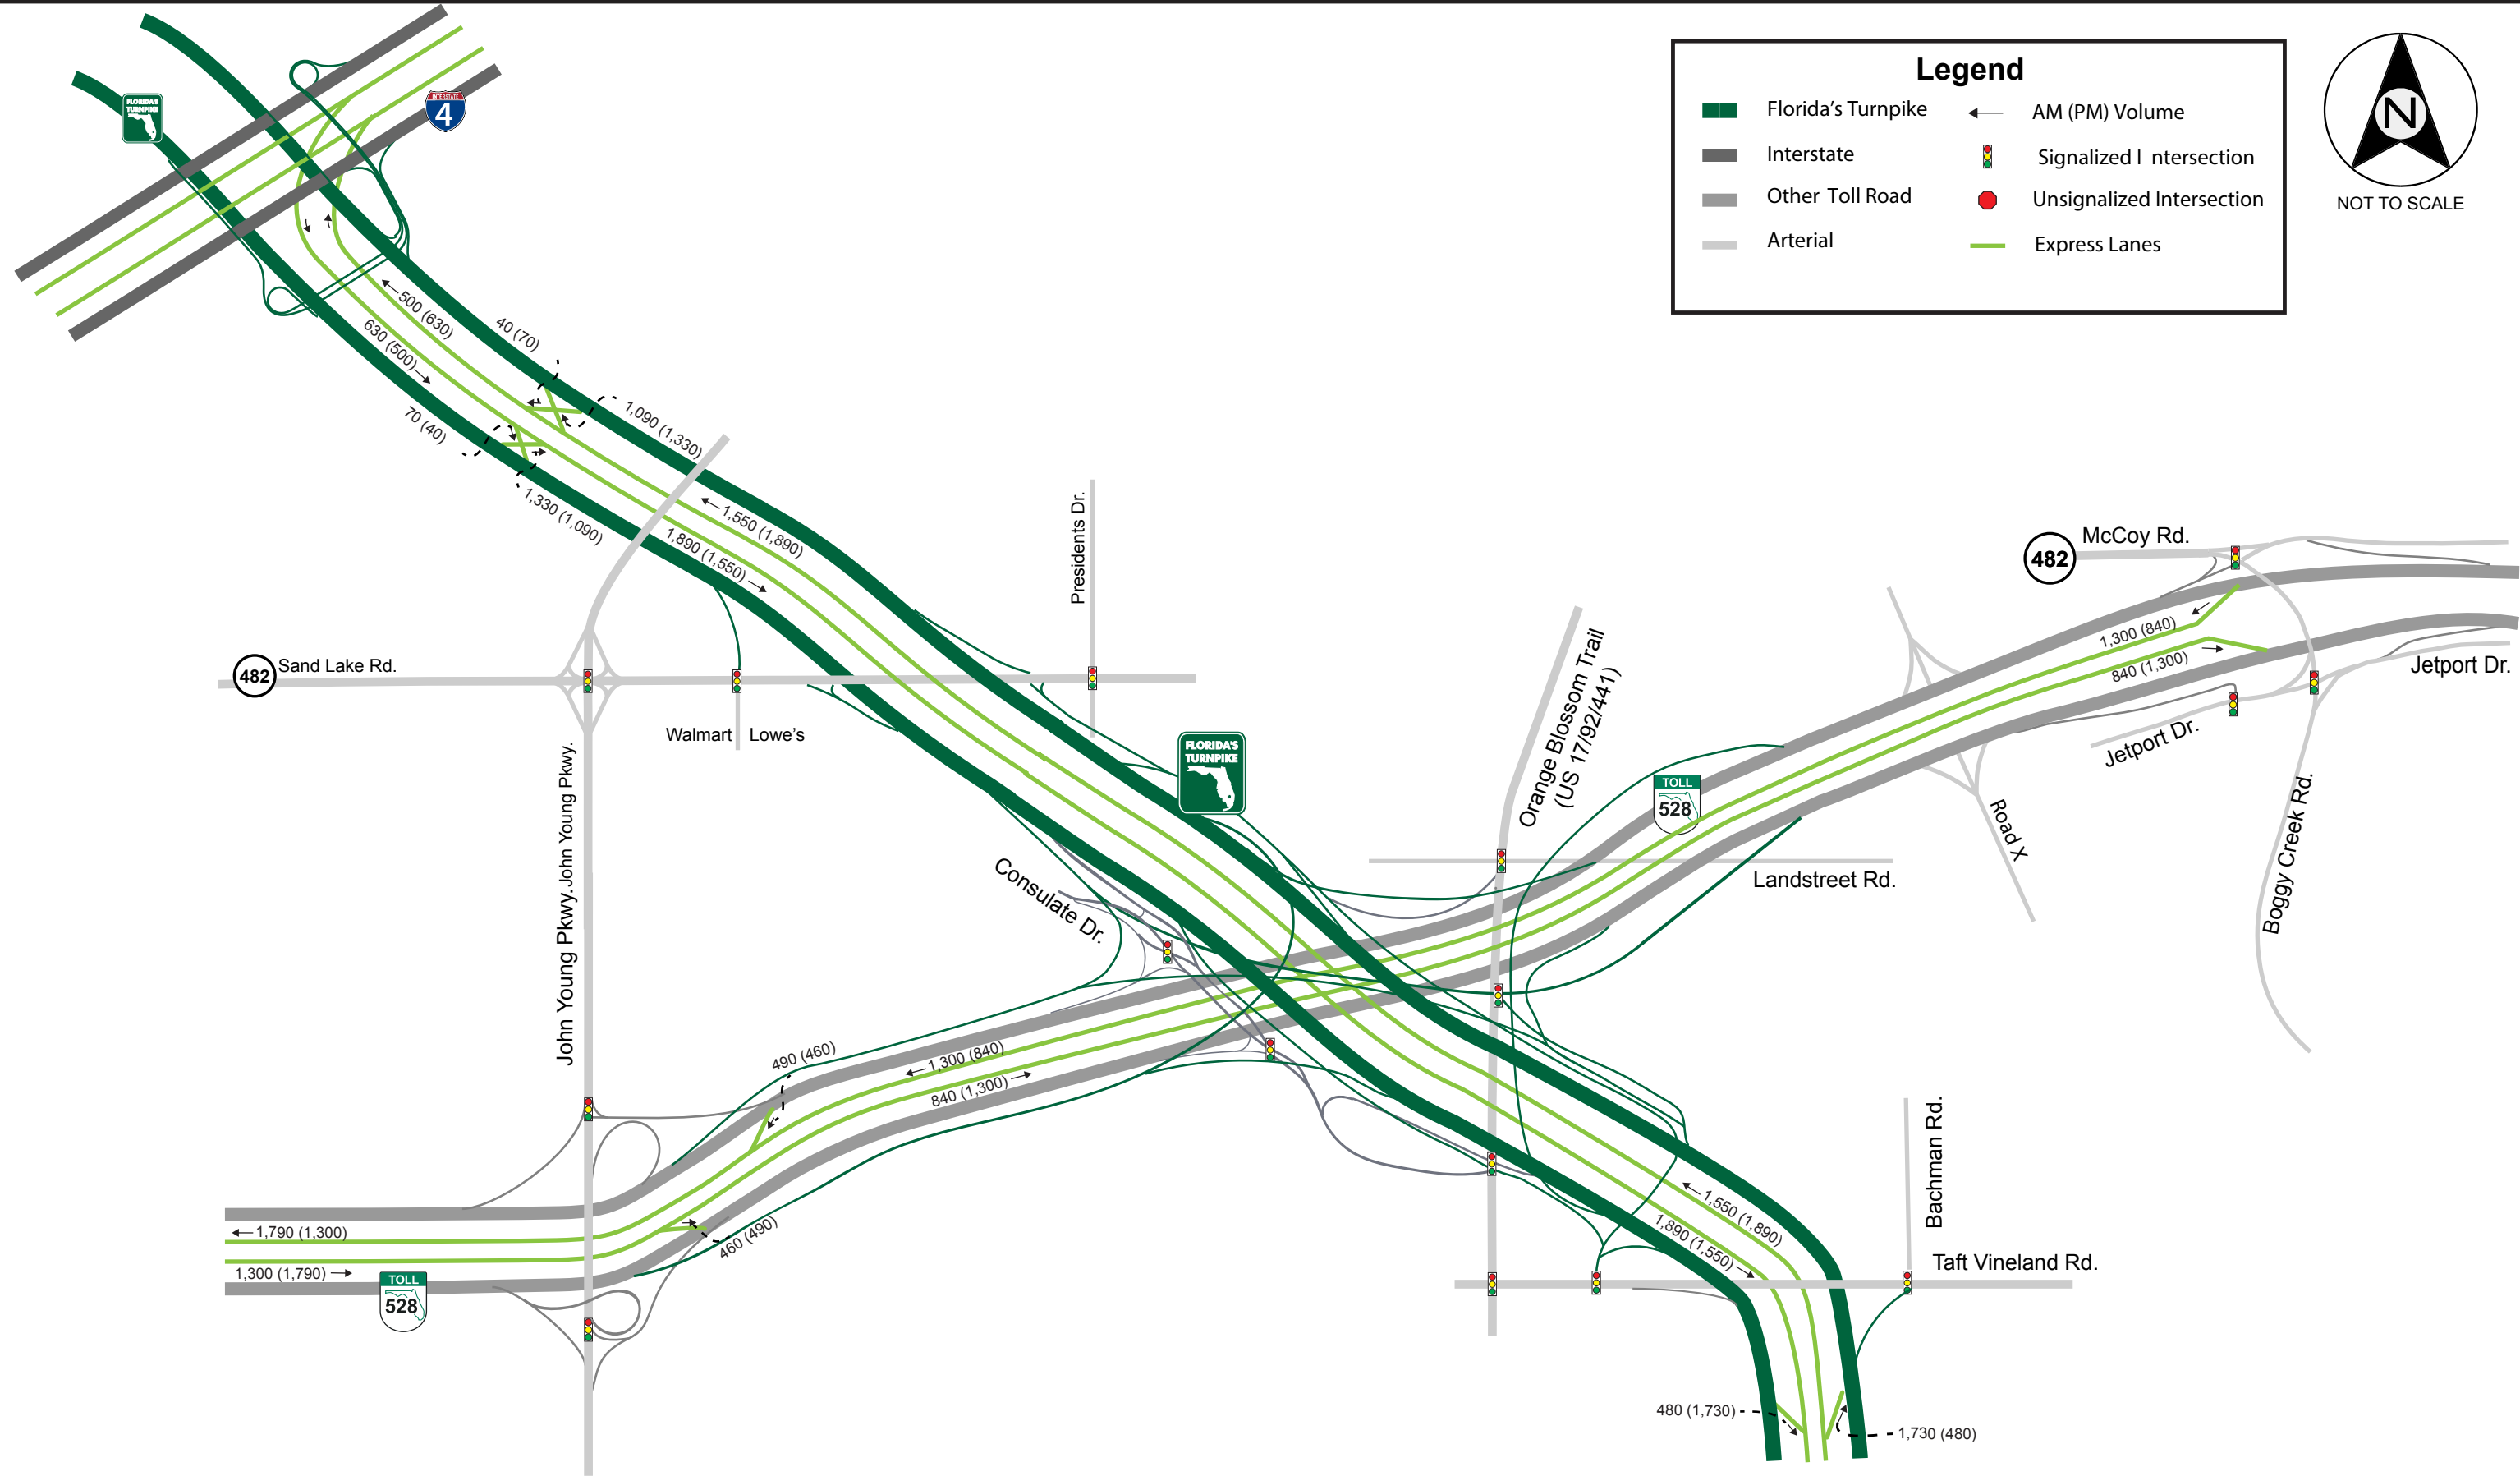 Legend
Florida's Turnpike
AM (PM) Volume
Interstate
Signalized I ntersection
Other Toll Road
Unsignalized Intersection
Arterial
Express Lanes
N
NOT TO SCALE
FLORIDA'S
TURNPIKE
INTERSTATE
4
500 (630)
40 (70)
630 (500)
70 (40)
1,090 (1,330)
1,330 (1,090)
1,550 (1,890)
1,890 (1,550)
Presidents Dr.
482
Sand Lake Rd.
Walmart
Lowe's
John Young Pkwy.
John Young Pkwy.
FLORIDA'S
TURNPIKE
Consulate Dr.
Orange Blossom Trail
(US 17/92/441)
TOLL
528
Landstreet Rd.
482
McCoy Rd.
1,300 (840)
840 (1,300)
Jetport Dr.
Jetport Dr.
Road X
Boggy Creek Rd.
490 (460)
1,300 (840)
840 (1,300)
460 (490)
1,790 (1,300)
1,300 (1,790)
TOLL
528
1,550 (1,890)
1,890 (1,550)
Bachman Rd.
Taft Vineland Rd.
480 (1,730)
1,730 (480)